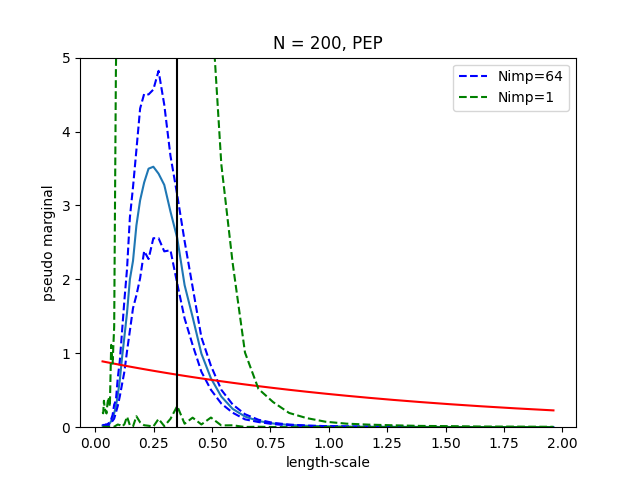 N = 200, PEP
Nimp=64
Nimp=1
pseudo marginal
5
4
3
2
1
0
0.00 0.25 0.50 0.75 1.00 1.25 1.50 1.75 2.00
length-scale